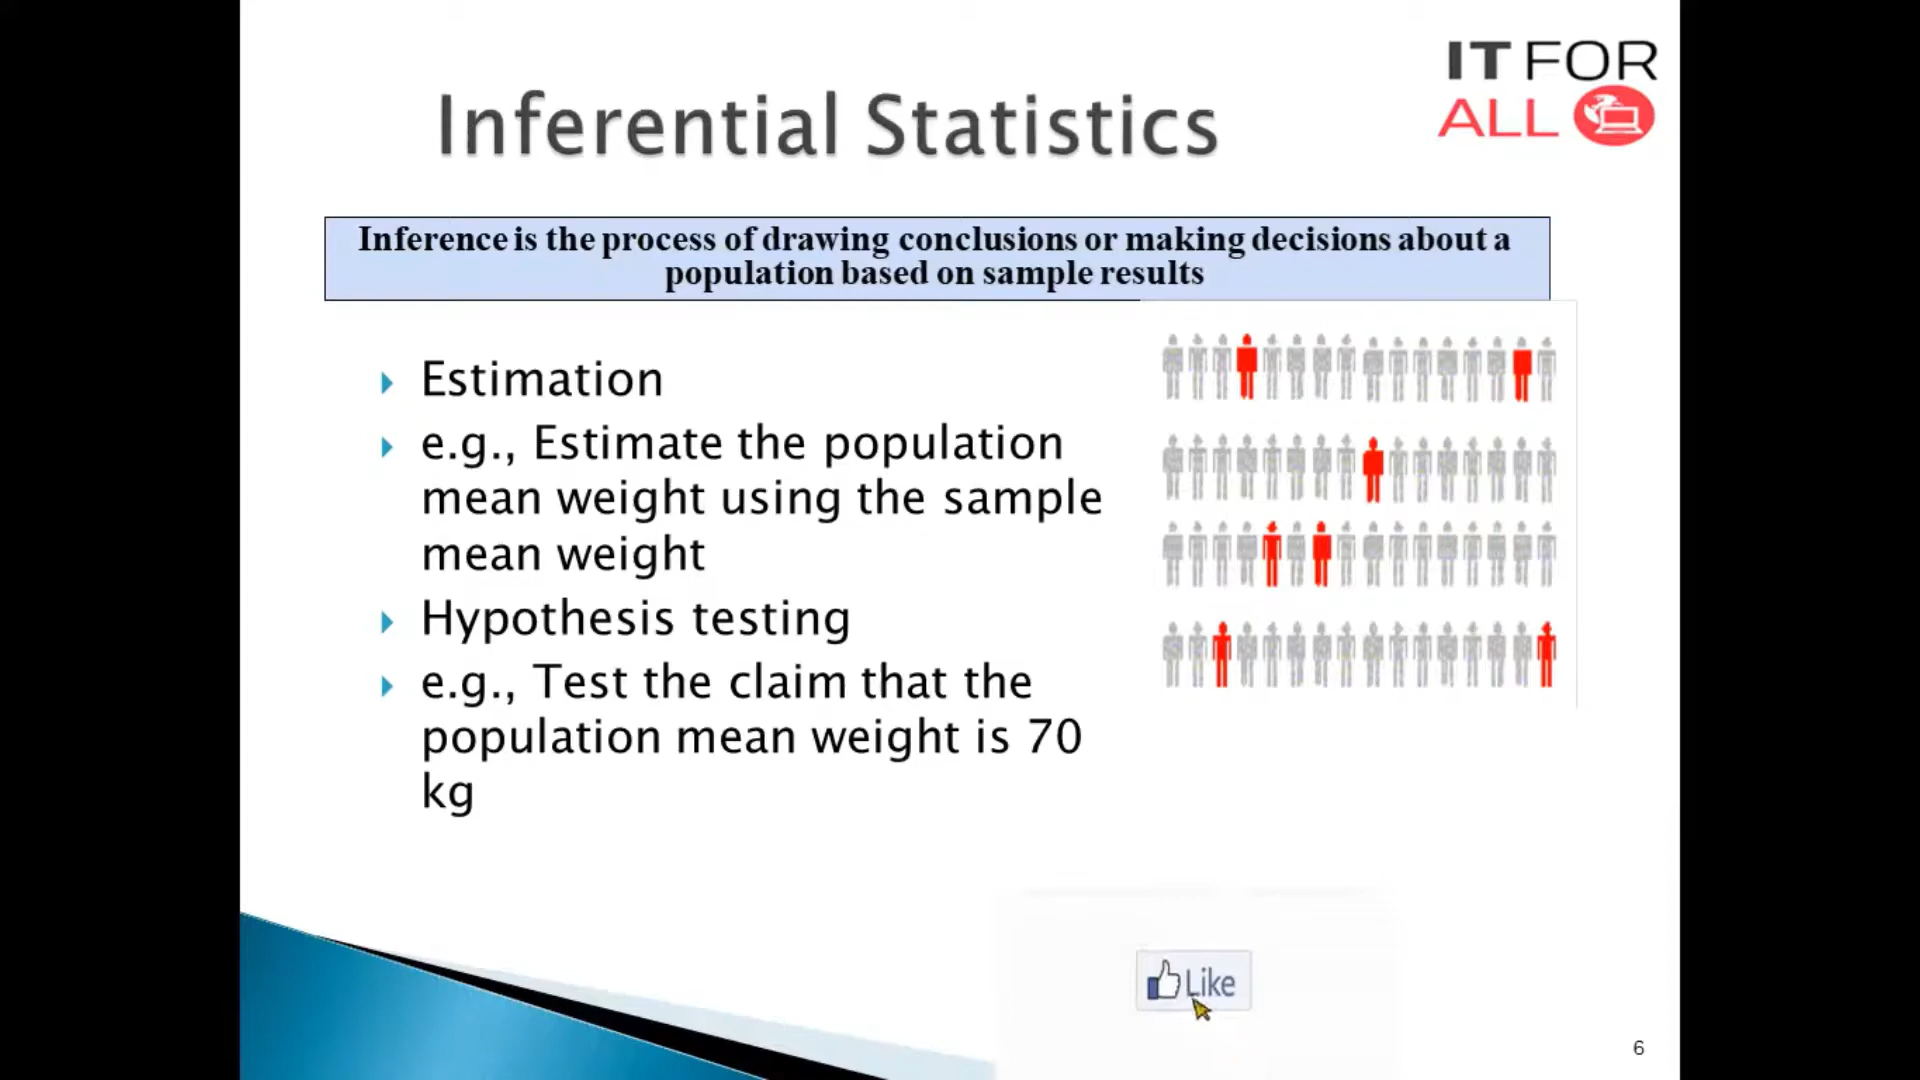 IT FOR
ALL
Inferential Statistics
Inference is the process of drawing conclusions or making decisions about a
population based on sample results
Estimation
e.g., Estimate the population
mean weight using the sample
mean weight
Hypothesis testing
e.g., Test the claim that the
population mean weight is 70
kg
Like
6